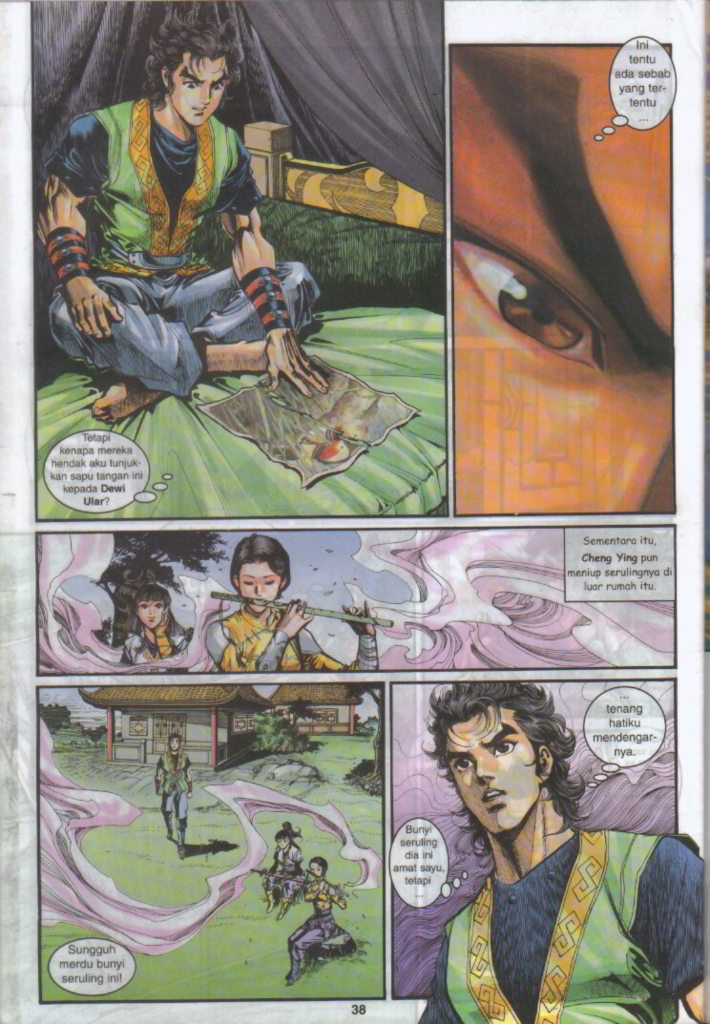 Tetapi
kenapa mereka
hendak aku tunjuk-
kan sapu tangan ini
kepada Dewi
Ular?
Ini
tentu
ada sebab
yang ter-
tentu
...
Sementara itu,
Cheng Ying pun
meniup serulingnya di
luar rumah itu.
Sungguh
merdu bunyi
seruling ini!
Bunyi
seruling
dia ini
amat sayu,
tetapi
...
...
tenang
hatiku
mendengar-
nya.
38